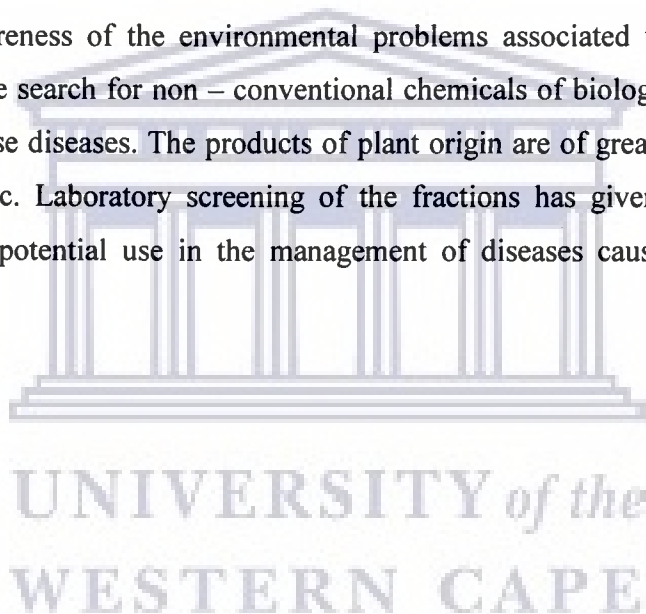 reness of the environmental problems associated
e search for non – conventional chemicals of biolog
se diseases. The products of plant origin are of grea
c. Laboratory screening of the fractions has given
potential use in the management of diseases caus
UNIVERSITY of the
WESTERN CAPE